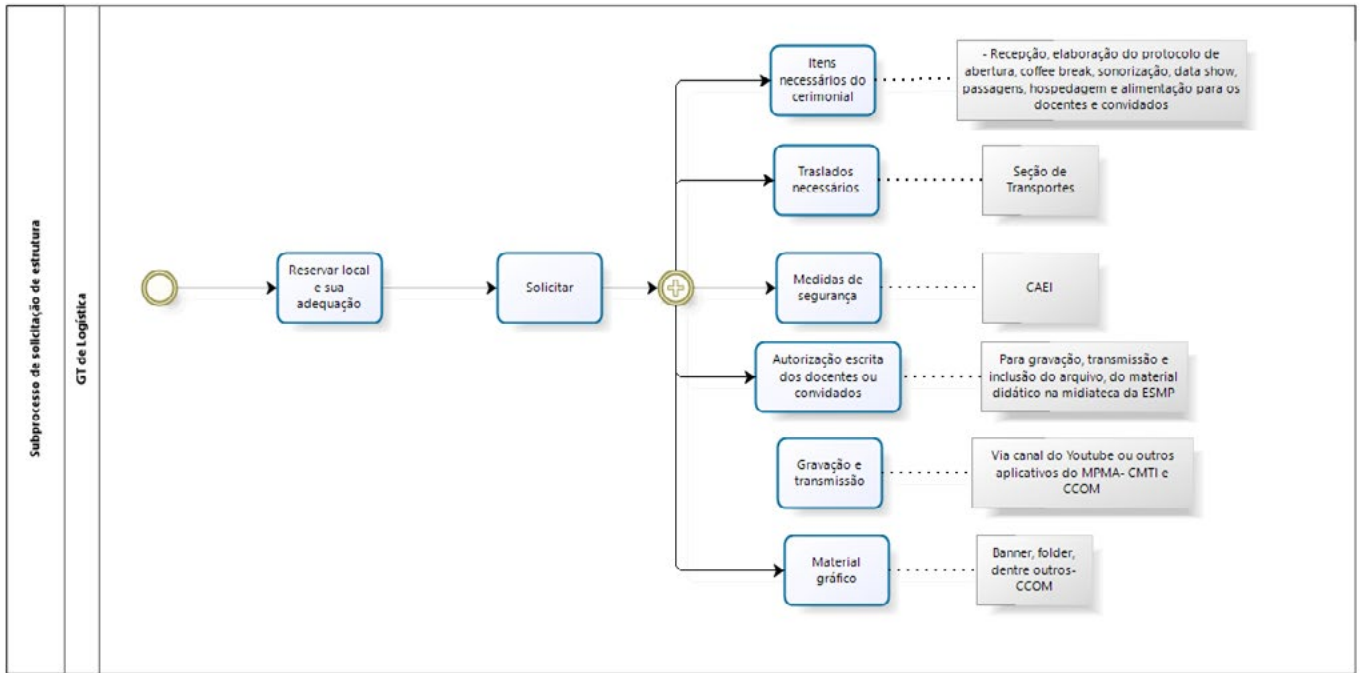 Subprocesso de solicitação de estrutura
GT de Logística
Reservar local
e sua
adequação
Solicitar
Itens
necessários do
cerimonial
- Recepção, elaboração do protocolo de
abertura, coffee break, sonorização, data show,
passagens, hospedagem e alimentação para os
docentes e convidados
Traslados
necessários
Seção de
Transportes
Medidas de
segurança
CAEI
Autorização escrita
dos docentes ou
convidados
Para gravação, transmissão e
inclusão do arquivo, do material
didático na midiateca da ESMP
Gravação e
transmissão
Via canal do Youtube ou outros
aplicativos do MPMA- CMTI e
CCOM
Material
gráfico
Banner, folder,
dentre outros-
CCOM